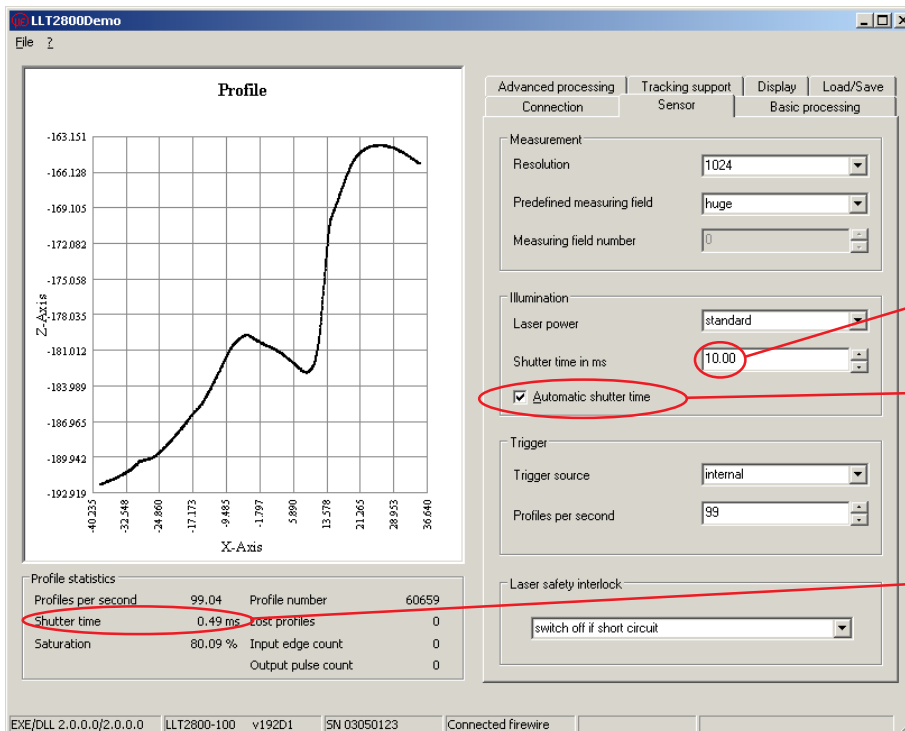 LLT2800Demo
File ?
Profile
-163.151
-166.128
-169.105
-172.082
-175.058
-178.035
-181.012
-183.989
-186.965
-189.942
-192.919
Z-Axis
-40.235 -32.548 -24.860 -17.173 -9.485 -1.797 5.890 13.578 21.265 28.953 36.640
X-Axis
Profile statistics
Profiles per second 99.04 Profile number 60659
Shutter time 0.49 ms Lost profiles 0
Saturation 80.09 % Input edge count 0
Output pulse count 0
Advanced processing Tracking support Display Load/Save
Connection Sensor Basic processing
Measurement
Resolution 1024
Predefined measuring field huge
Measuring field number 0
Illumination
Laser power standard
Shutter time in ms 10.00
Automatic shutter time
Trigger
Trigger source internal
Profiles per second 99
Laser safety interlock
switch off if short circuit
EXE/DLL 2.0.0.0/2.0.0.0 LLT2800-100 v192D1 SN 03050123 Connected firewire